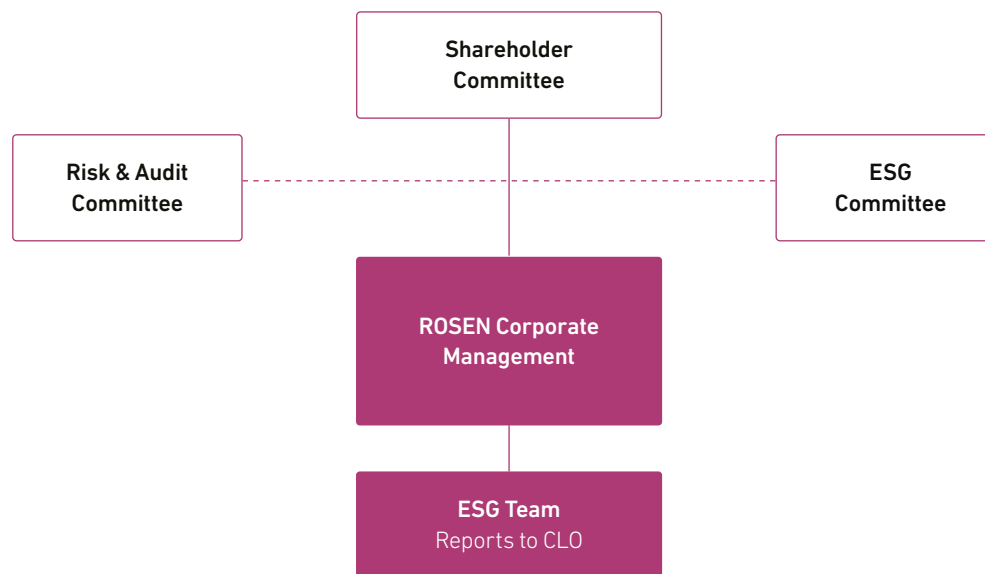 Shareholder
Committee
Risk & Audit
Committee
ESG
Committee
ROSEN Corporate
Management
ESG Team
Reports to CLO